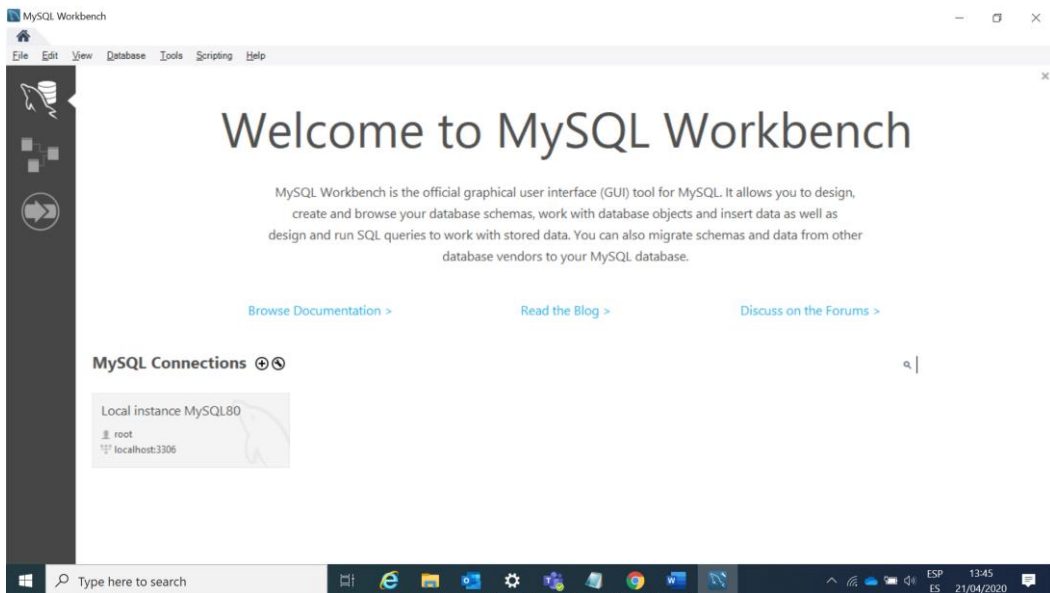 MySQL Workbench
File Edit View Database Tools Scripting Help
Welcome to MySQL Workbench
MySQL Workbench is the official graphical user interface (GUI) tool for MySQL. It allows you to design,
create and browse your database schemas, work with database objects and insert data as well as
design and run SQL queries to work with stored data. You can also migrate schemas and data from other
database vendors to your MySQL database.
Browse Documentation > Read the Blog > Discuss on the Forums >
MySQL Connections
Local instance MySQL80
root
localhost:3306
Type here to search
ESP 13:45
ES 21/04/2020